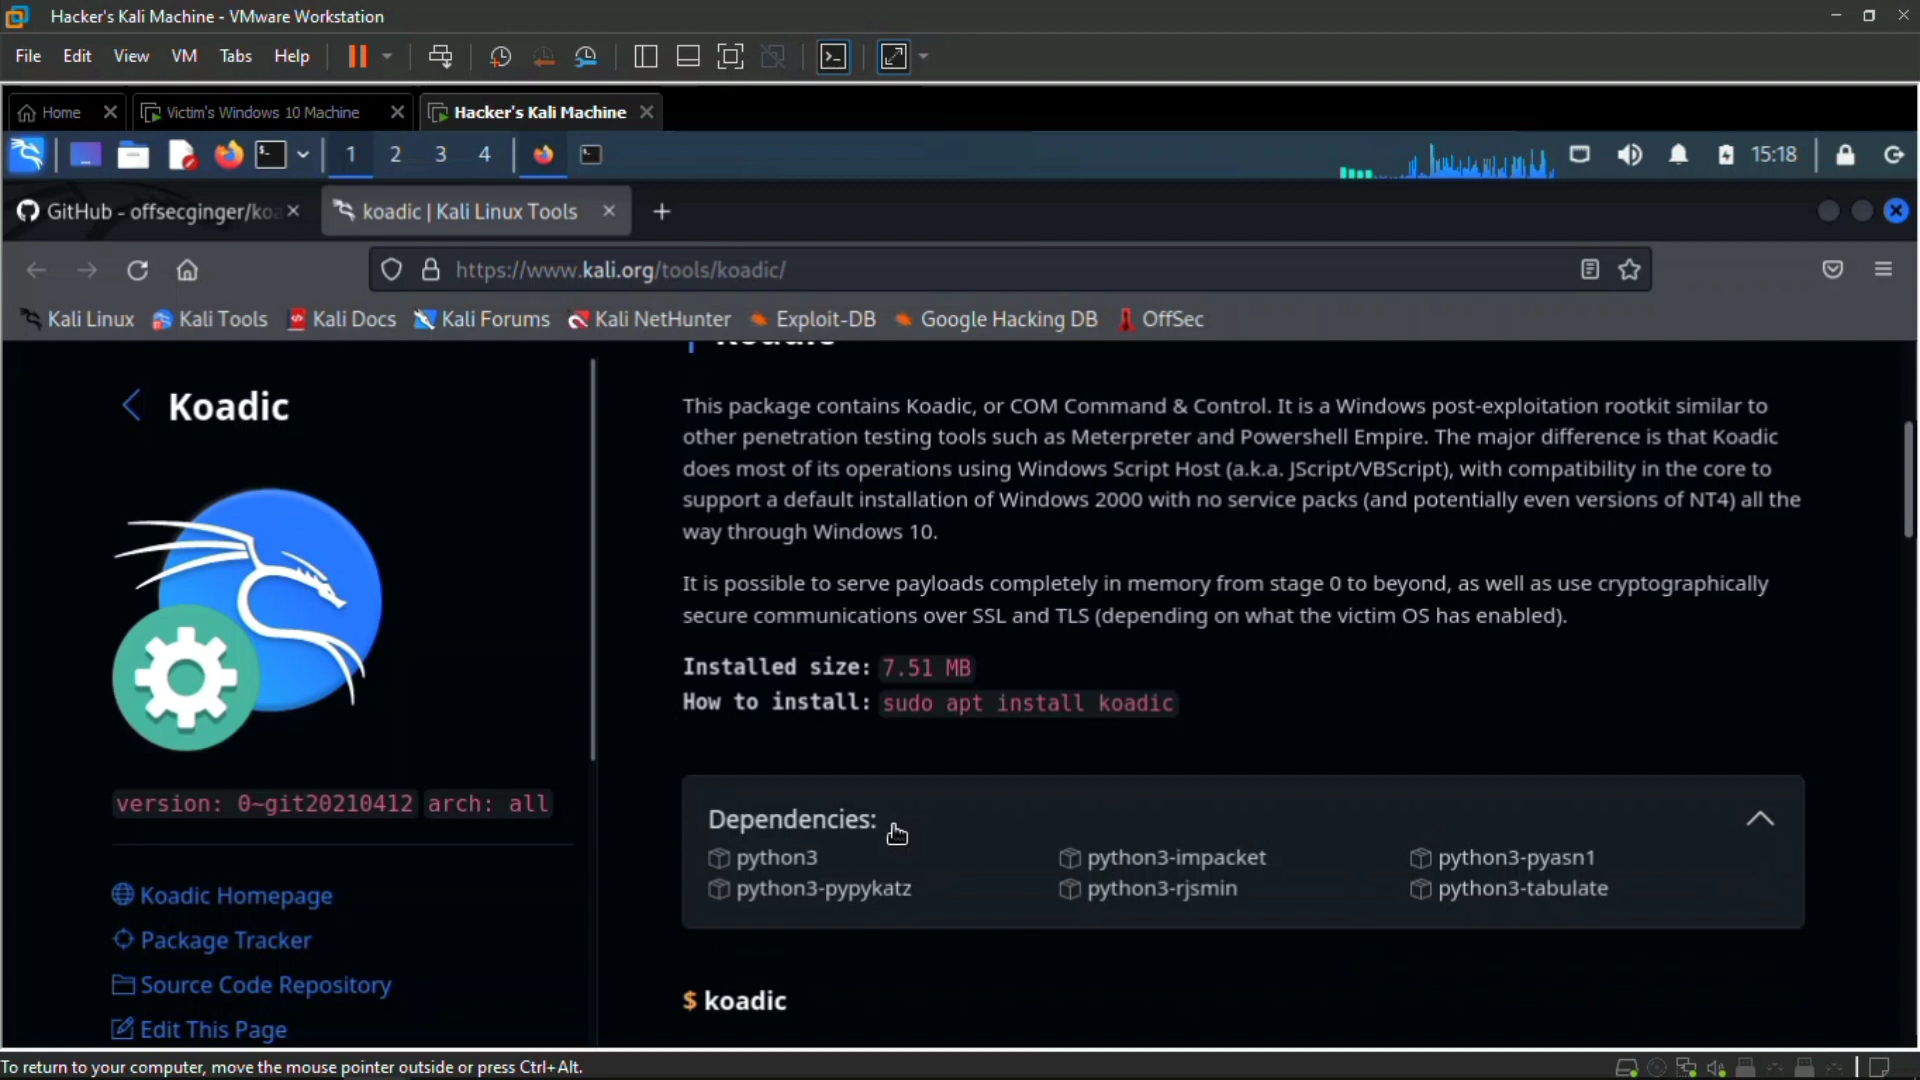 Hacker's Kali Machine - VMware Workstation
File Edit View VM Tabs Help
Home Victim's Windows 10 Machine Hacker's Kali Machine
1 2 3 4 15:18
GitHub - offsecginger/koa koadic | Kali Linux Tools
https://www.kali.org/tools/koadic/
Kali Linux Kali Tools Kali Docs Kali Forums Kali NetHunter Exploit-DB Google Hacking DB OffSec
Koadic
This package contains Koadic, or COM Command & Control. It is a Windows post-exploitation rootkit similar to
other penetration testing tools such as Meterpreter and Powershell Empire. The major difference is that Koadic
does most of its operations using Windows Script Host (a.k.a. JScript/VBScript), with compatibility in the core to
support a default installation of Windows 2000 with no service packs (and potentially even versions of NT4) all the
way through Windows 10.
It is possible to serve payloads completely in memory from stage 0 to beyond, as well as use cryptographically
secure communications over SSL and TLS (depending on what the victim OS has enabled).
Installed size: 7.51 MB
How to install: sudo apt install koadic
version: 0~git20210412 arch: all
Dependencies:
python3 python3-impacket python3-pyasn1
python3-pypykatz python3-rjsmin python3-tabulate
Koadic Homepage
Package Tracker
Source Code Repository
Edit This Page
$ koadic
To return to your computer, move the mouse pointer outside or press Ctrl+Alt.